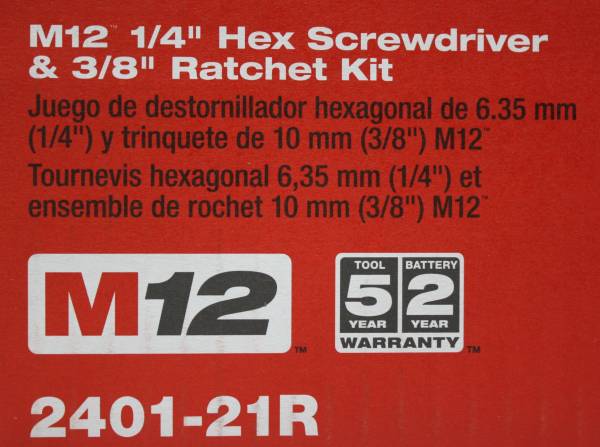 M12™ 1/4" Hex Screwdriver
& 3/8" Ratchet Kit
Juego de destornillador hexagonal de 6.35 mm
(1/4") y trinquete de 10 mm (3/8") M12™
Tournevis hexagonal 6,35 mm (1/4") et
ensemble de rochet 10 mm (3/8") M12™
M12™
TOOL BATTERY
5 2
YEAR YEAR
WARRANTY™
2401-21R